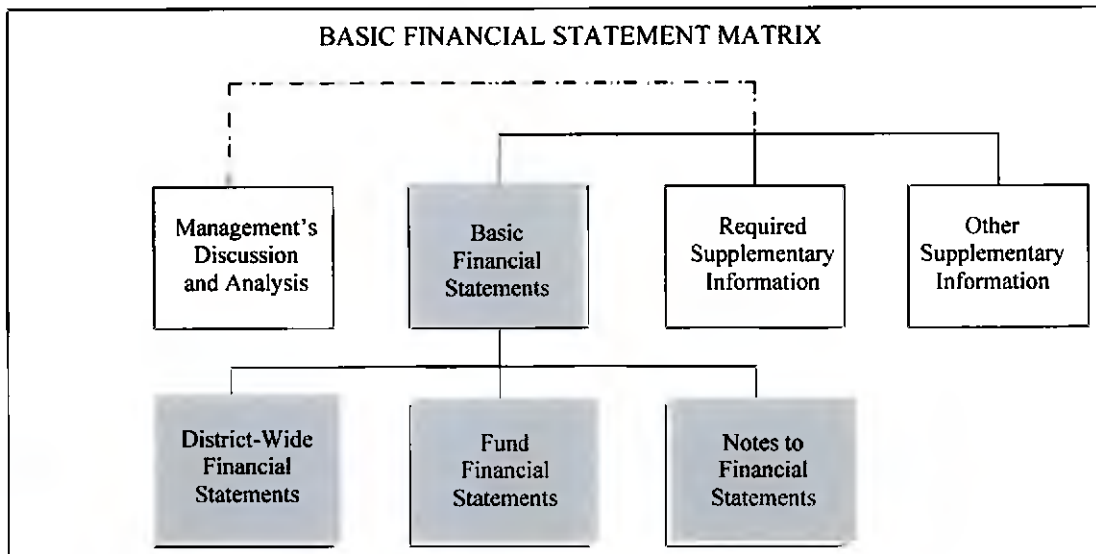 BASIC FINANCIAL STATEMENT MATRIX
Management's
Discussion
and Analysis
Basic
Financial
Statements
Required
Supplementary
Information
Other
Supplementary
Information
District-Wide
Financial
Statements
Fund
Financial
Statements
Notes to
Financial
Statements